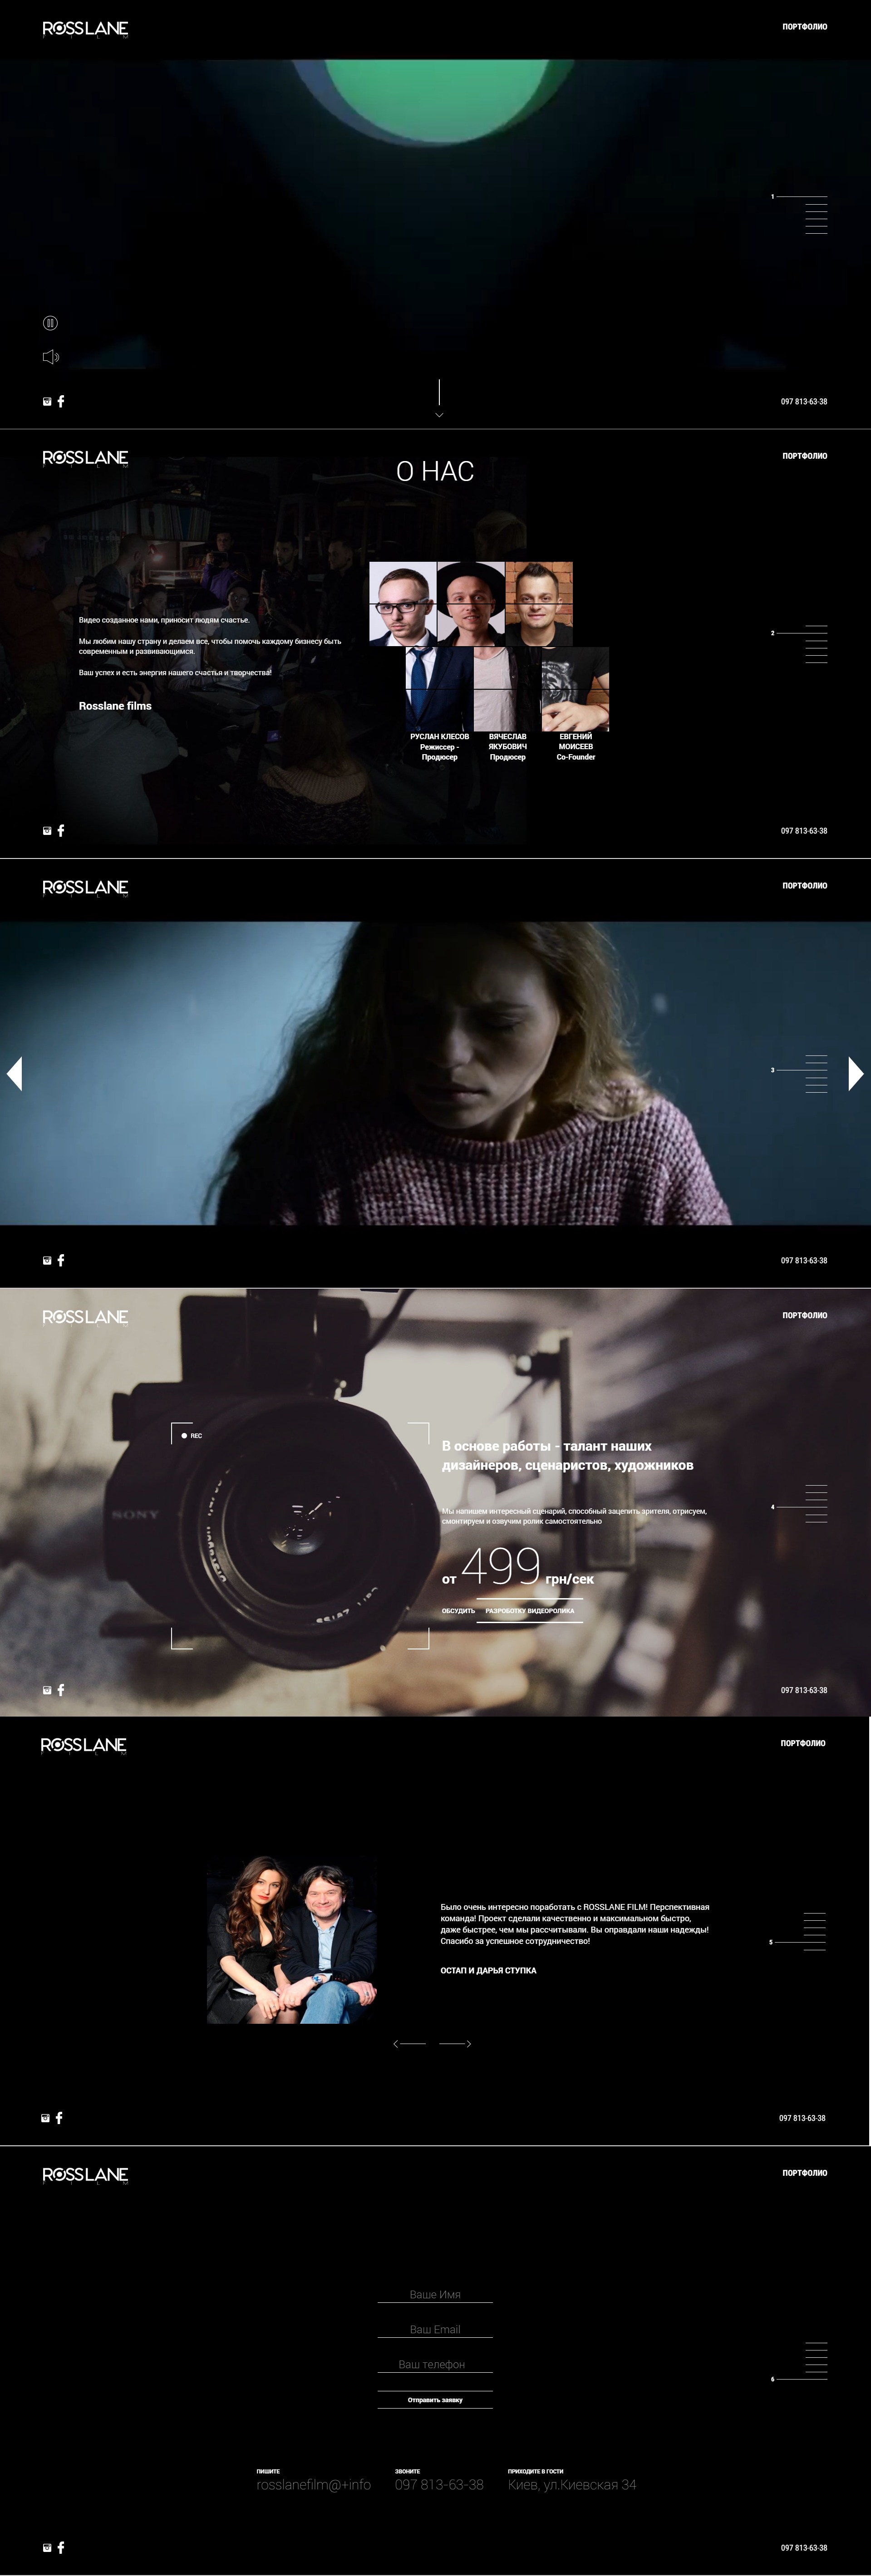 ROSSLANE
F I L M
ПОРТФОЛИО
1
097 813-63-38
ROSSLANE
F I L M
О НАС
ПОРТФОЛИО
Видео созданное нами, приносит людям счастье.
Мы любим нашу страну и делаем все, чтобы помочь каждому бизнесу быть
современным и развивающимся.
Ваш успех и есть энергия нашего счастья и творчества!
Rosslane films
2
РУСЛАН КЛЕСОВ
Режиссер -
Продюсер
ВЯЧЕСЛАВ
ЯКУБОВИЧ
Продюсер
ЕВГЕНИЙ
МОИСЕЕВ
Co-Founder
097 813-63-38
ROSSLANE
F I L M
ПОРТФОЛИО
3
097 813-63-38
ROSSLANE
ПОРТФОЛИО
REC
SONY
В основе работы - талант наших
дизайнеров, сценаристов, художников
Мы напишем интересный сценарий, способный зацепить зрителя, отрисуем,
смонтируем и озвучим ролик самостоятельно
4
от 499 грн/сек
ОБСУДИТЬ РАЗРОБОТКУ ВИДЕОРОЛИКА
097 813-63-38
ROSSLANE
F I L M
ПОРТФОЛИО
Было очень интересно поработать с ROSSLANE FILM! Перспективная
команда! Проект сделали качественно и максимальном быстро,
даже быстрее, чем мы рассчитывали. Вы оправдали наши надежды!
Спасибо за успешное сотрудничество!
ОСТАП И ДАРЬЯ СТУПКА
5
097 813-63-38
ROSSLANE
F I L M
ПОРТФОЛИО
Ваше Имя
Ваш Email
Ваш телефон
Отправить заявку
6
ПИШИТЕ
rosslanefilm@+info
ЗВОНИТЕ
097 813-63-38
ПРИХОДИТЕ В ГОСТИ
Киев, ул.Киевская 34
097 813-63-38